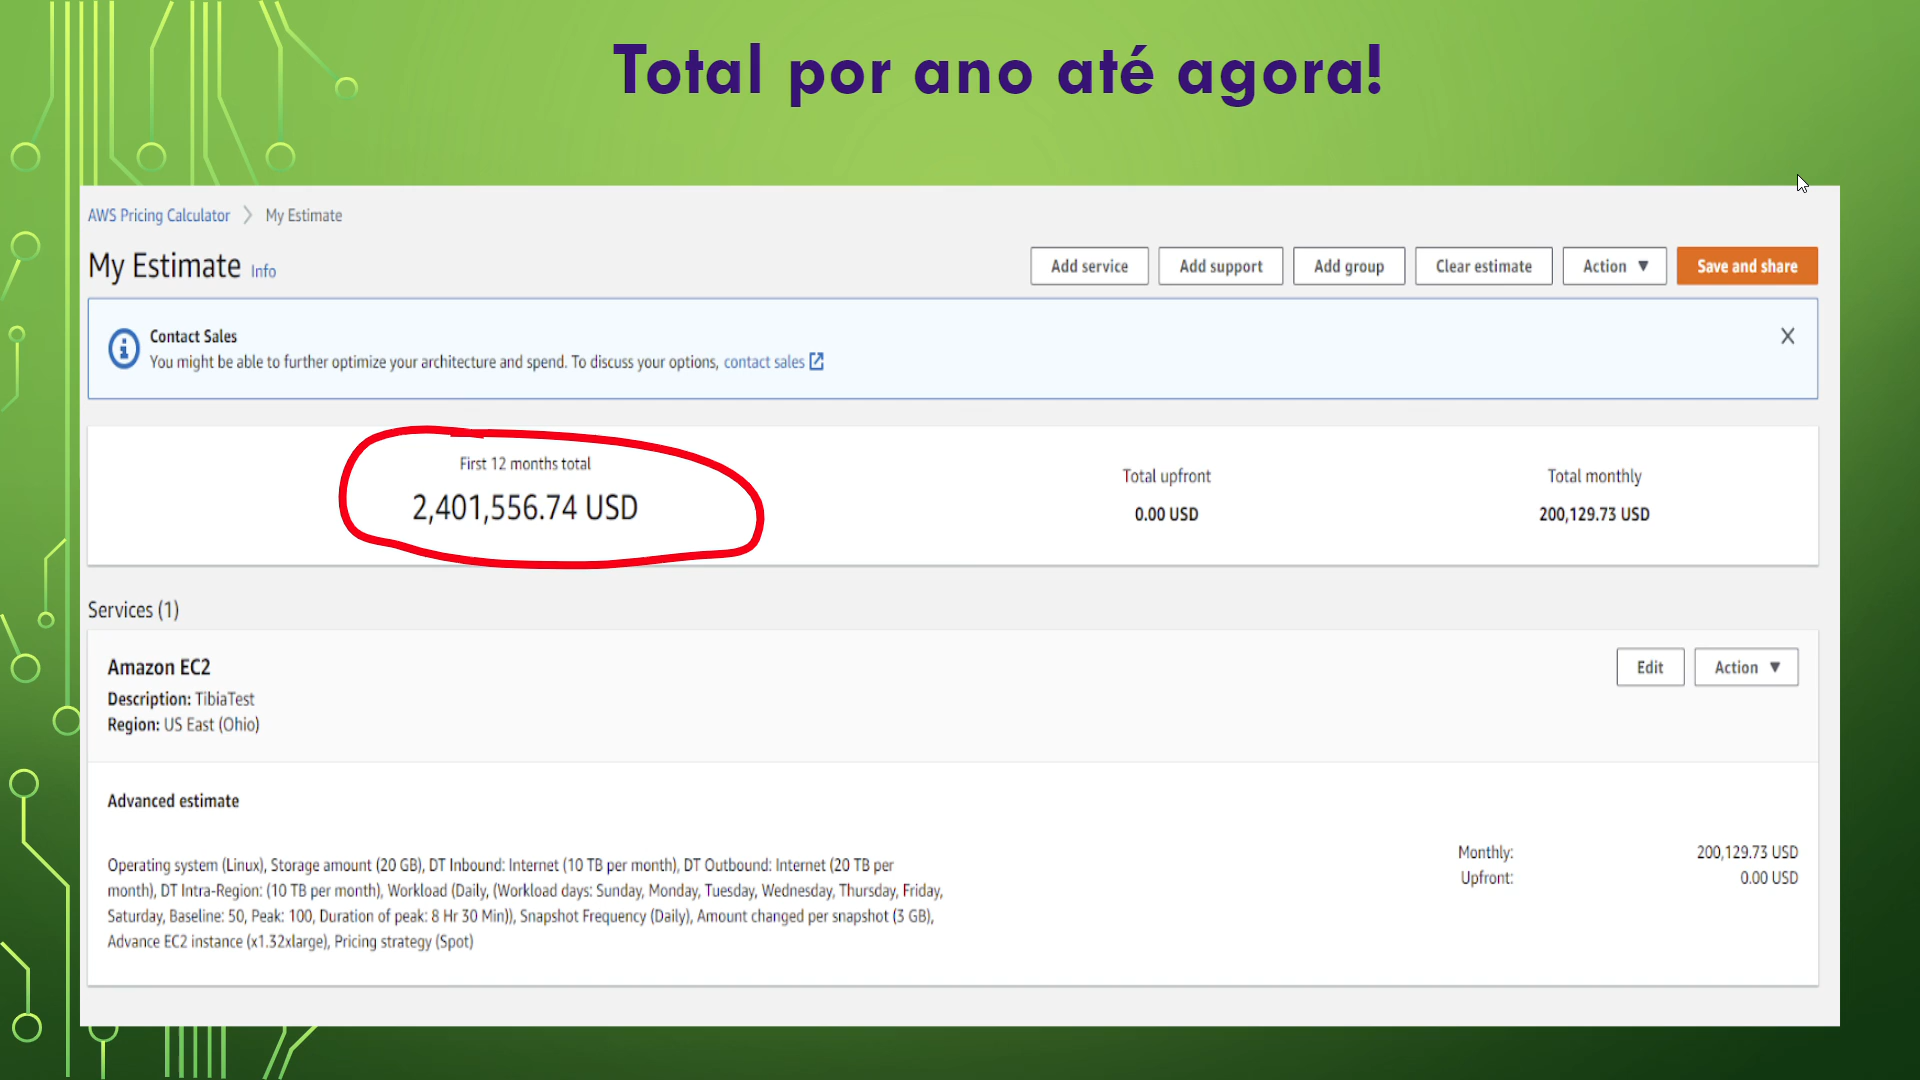 Total por ano até agora!
AWS Pricing Calculator > My Estimate
My Estimate Info
Add service
Add support
Add group
Clear estimate
Action ▼
Save and share
Contact Sales
You might be able to further optimize your architecture and spend. To discuss your options, contact sales
First 12 months total
2,401,556.74 USD
Total upfront
0.00 USD
Total monthly
200,129.73 USD
Services (1)
Amazon EC2
Edit
Action ▼
Description: TibiaTest
Region: US East (Ohio)
Advanced estimate
Operating system (Linux), Storage amount (20 GB), DT Inbound: Internet (10 TB per month), DT Outbound: Internet (20 TB per
month), DT Intra-Region: (10 TB per month), Workload (Daily, (Workload days: Sunday, Monday, Tuesday, Wednesday, Thursday, Friday,
Saturday, Baseline: 50, Peak: 100, Duration of peak: 8 Hr 30 Min)), Snapshot Frequency (Daily), Amount changed per snapshot (3 GB),
Advance EC2 instance (x1.32xlarge), Pricing strategy (Spot)
Monthly: 200,129.73 USD
Upfront: 0.00 USD